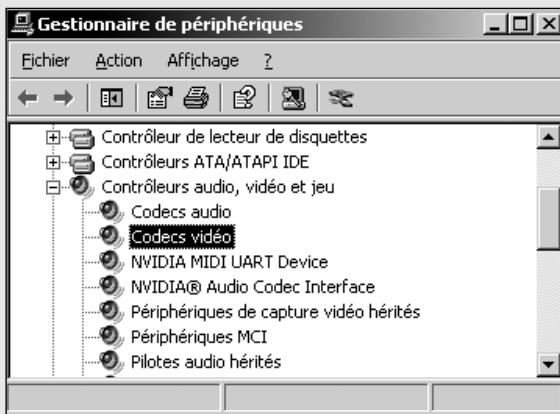 Gestionnaire de périphériques
Fichier Action Affichage ?
Contrôleur de lecteur de disquettes
Contrôleurs ATA/ATAPI IDE
Contrôleurs audio, vidéo et jeu
Codecs audio
Codecs vidéo
NVIDIA MIDI UART Device
NVIDIA® Audio Codec Interface
Périphériques de capture vidéo hérités
Périphériques MCI
Pilotes audio hérités